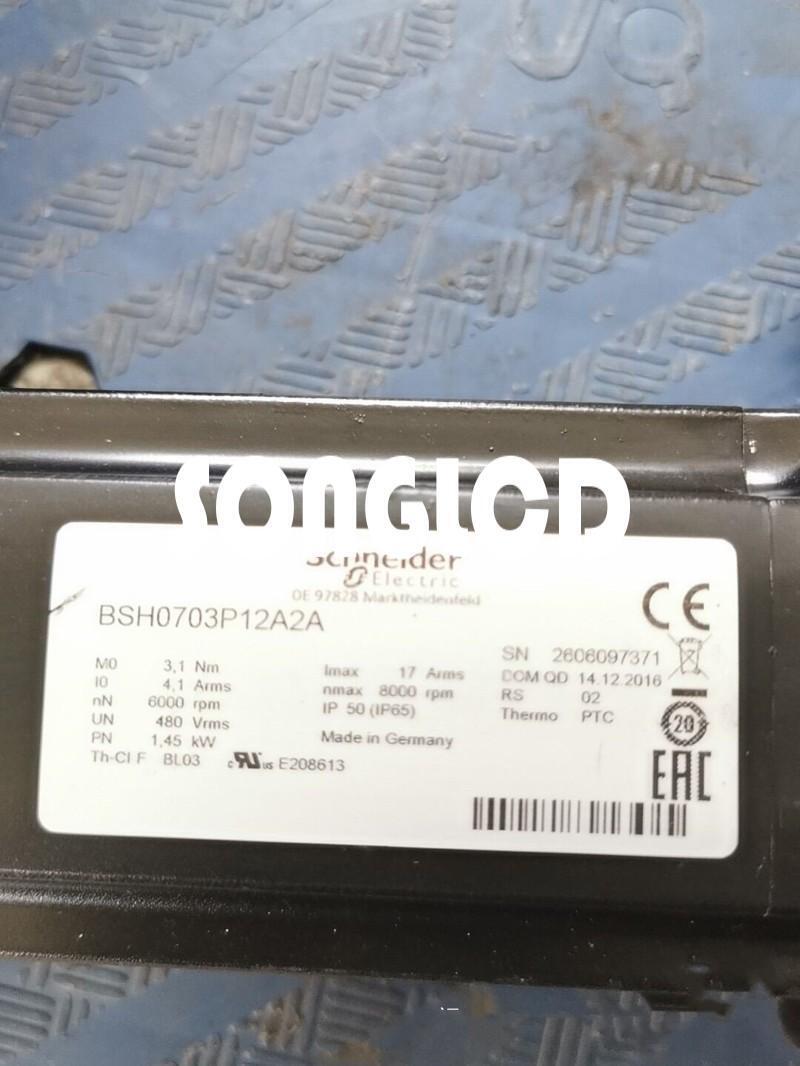 SONGLCD
Schneider
Electric
DE 97828 Marktheidenfeld
BSH0703P12A2A
CE
M0 3,1 Nm
I0 4,1 Arms
nN 6000 rpm
UN 480 Vrms
PN 1,45 kW
Th-Cl F BL03
Imax 17 Arms
nmax 8000 rpm
IP 50 (IP65)
Made in Germany
c RU us E208613
SN 2606097371
DOM QD 14.12.2016
RS 02
Thermo PTC
20
EAC